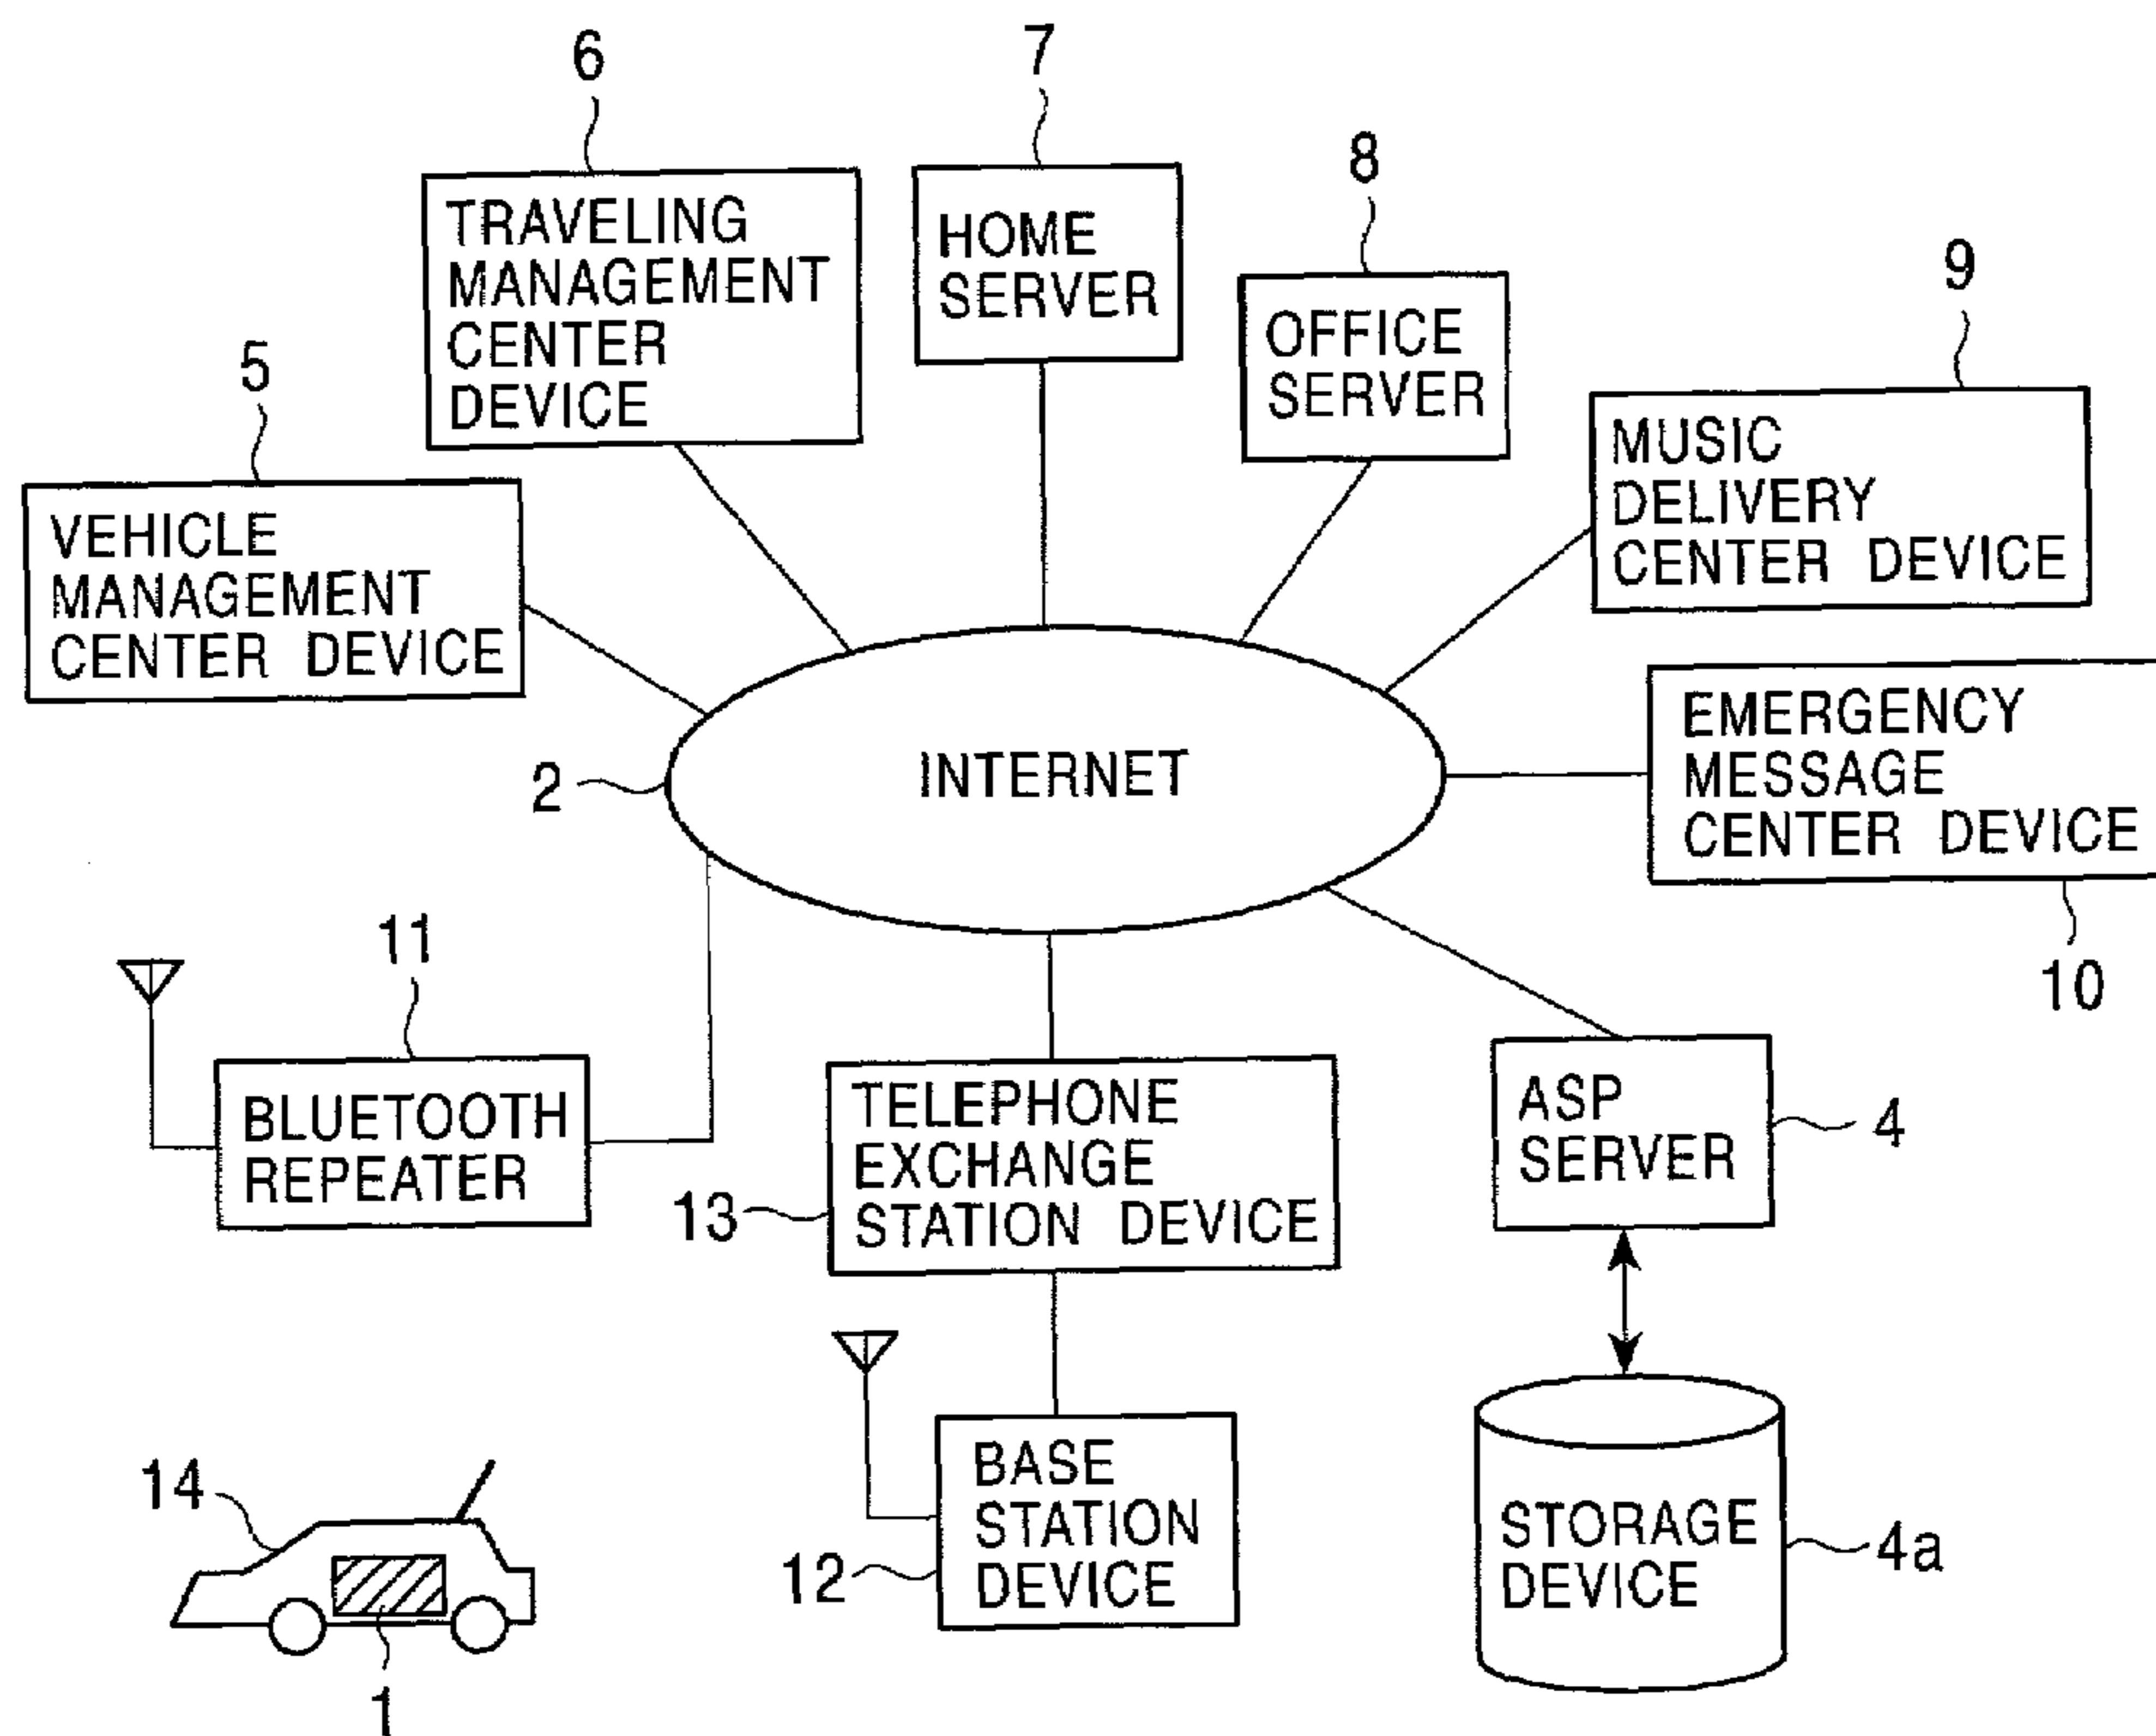 6
7
8
9
5
TRAVELING
MANAGEMENT
CENTER
DEVICE
HOME
SERVER
OFFICE
SERVER
MUSIC
DELIVERY
CENTER DEVICE
VEHICLE
MANAGEMENT
CENTER DEVICE
INTERNET
2
EMERGENCY
MESSAGE
CENTER DEVICE
10
11
BLUETOOTH
REPEATER
TELEPHONE
EXCHANGE
STATION DEVICE
13
ASP
SERVER
4
14
1
BASE
STATION
DEVICE
12
STORAGE
DEVICE
4a